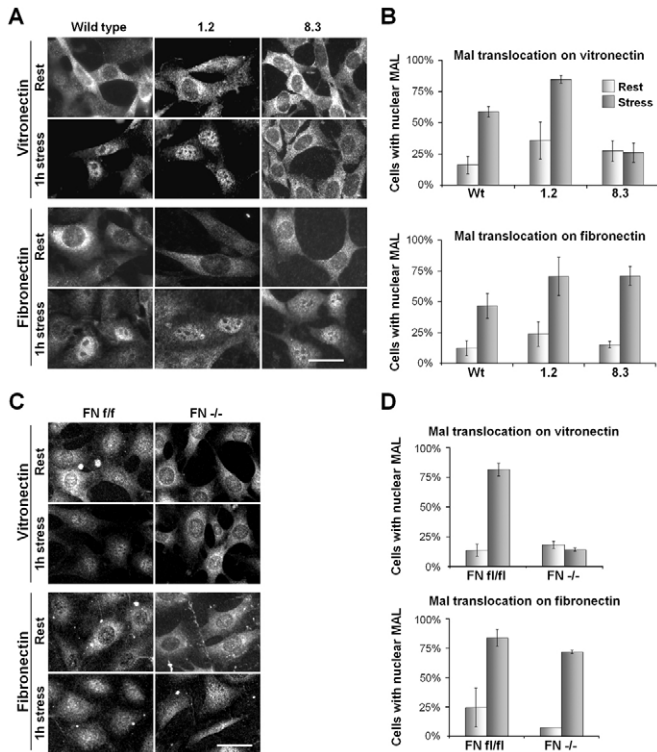 A
Wild type 1.2 8.3
Vitronectin
Rest
1h stress
Fibronectin
Rest
1h stress
B
Mal translocation on vitronectin
Cells with nuclear MAL
100%
75%
50%
25%
0%
Rest
Stress
Wt 1.2 8.3
Mal translocation on fibronectin
Cells with nuclear MAL
100%
75%
50%
25%
0%
Wt 1.2 8.3
C
FN f/f FN -/-
Vitronectin
Rest
1h stress
Fibronectin
Rest
1h stress
D
Mal translocation on vitronectin
Cells with nuclear MAL
100%
75%
50%
25%
0%
FN fl/fl FN -/-
Mal translocation on fibronectin
Cells with nuclear MAL
100%
75%
50%
25%
0%
FN fl/fl FN -/-